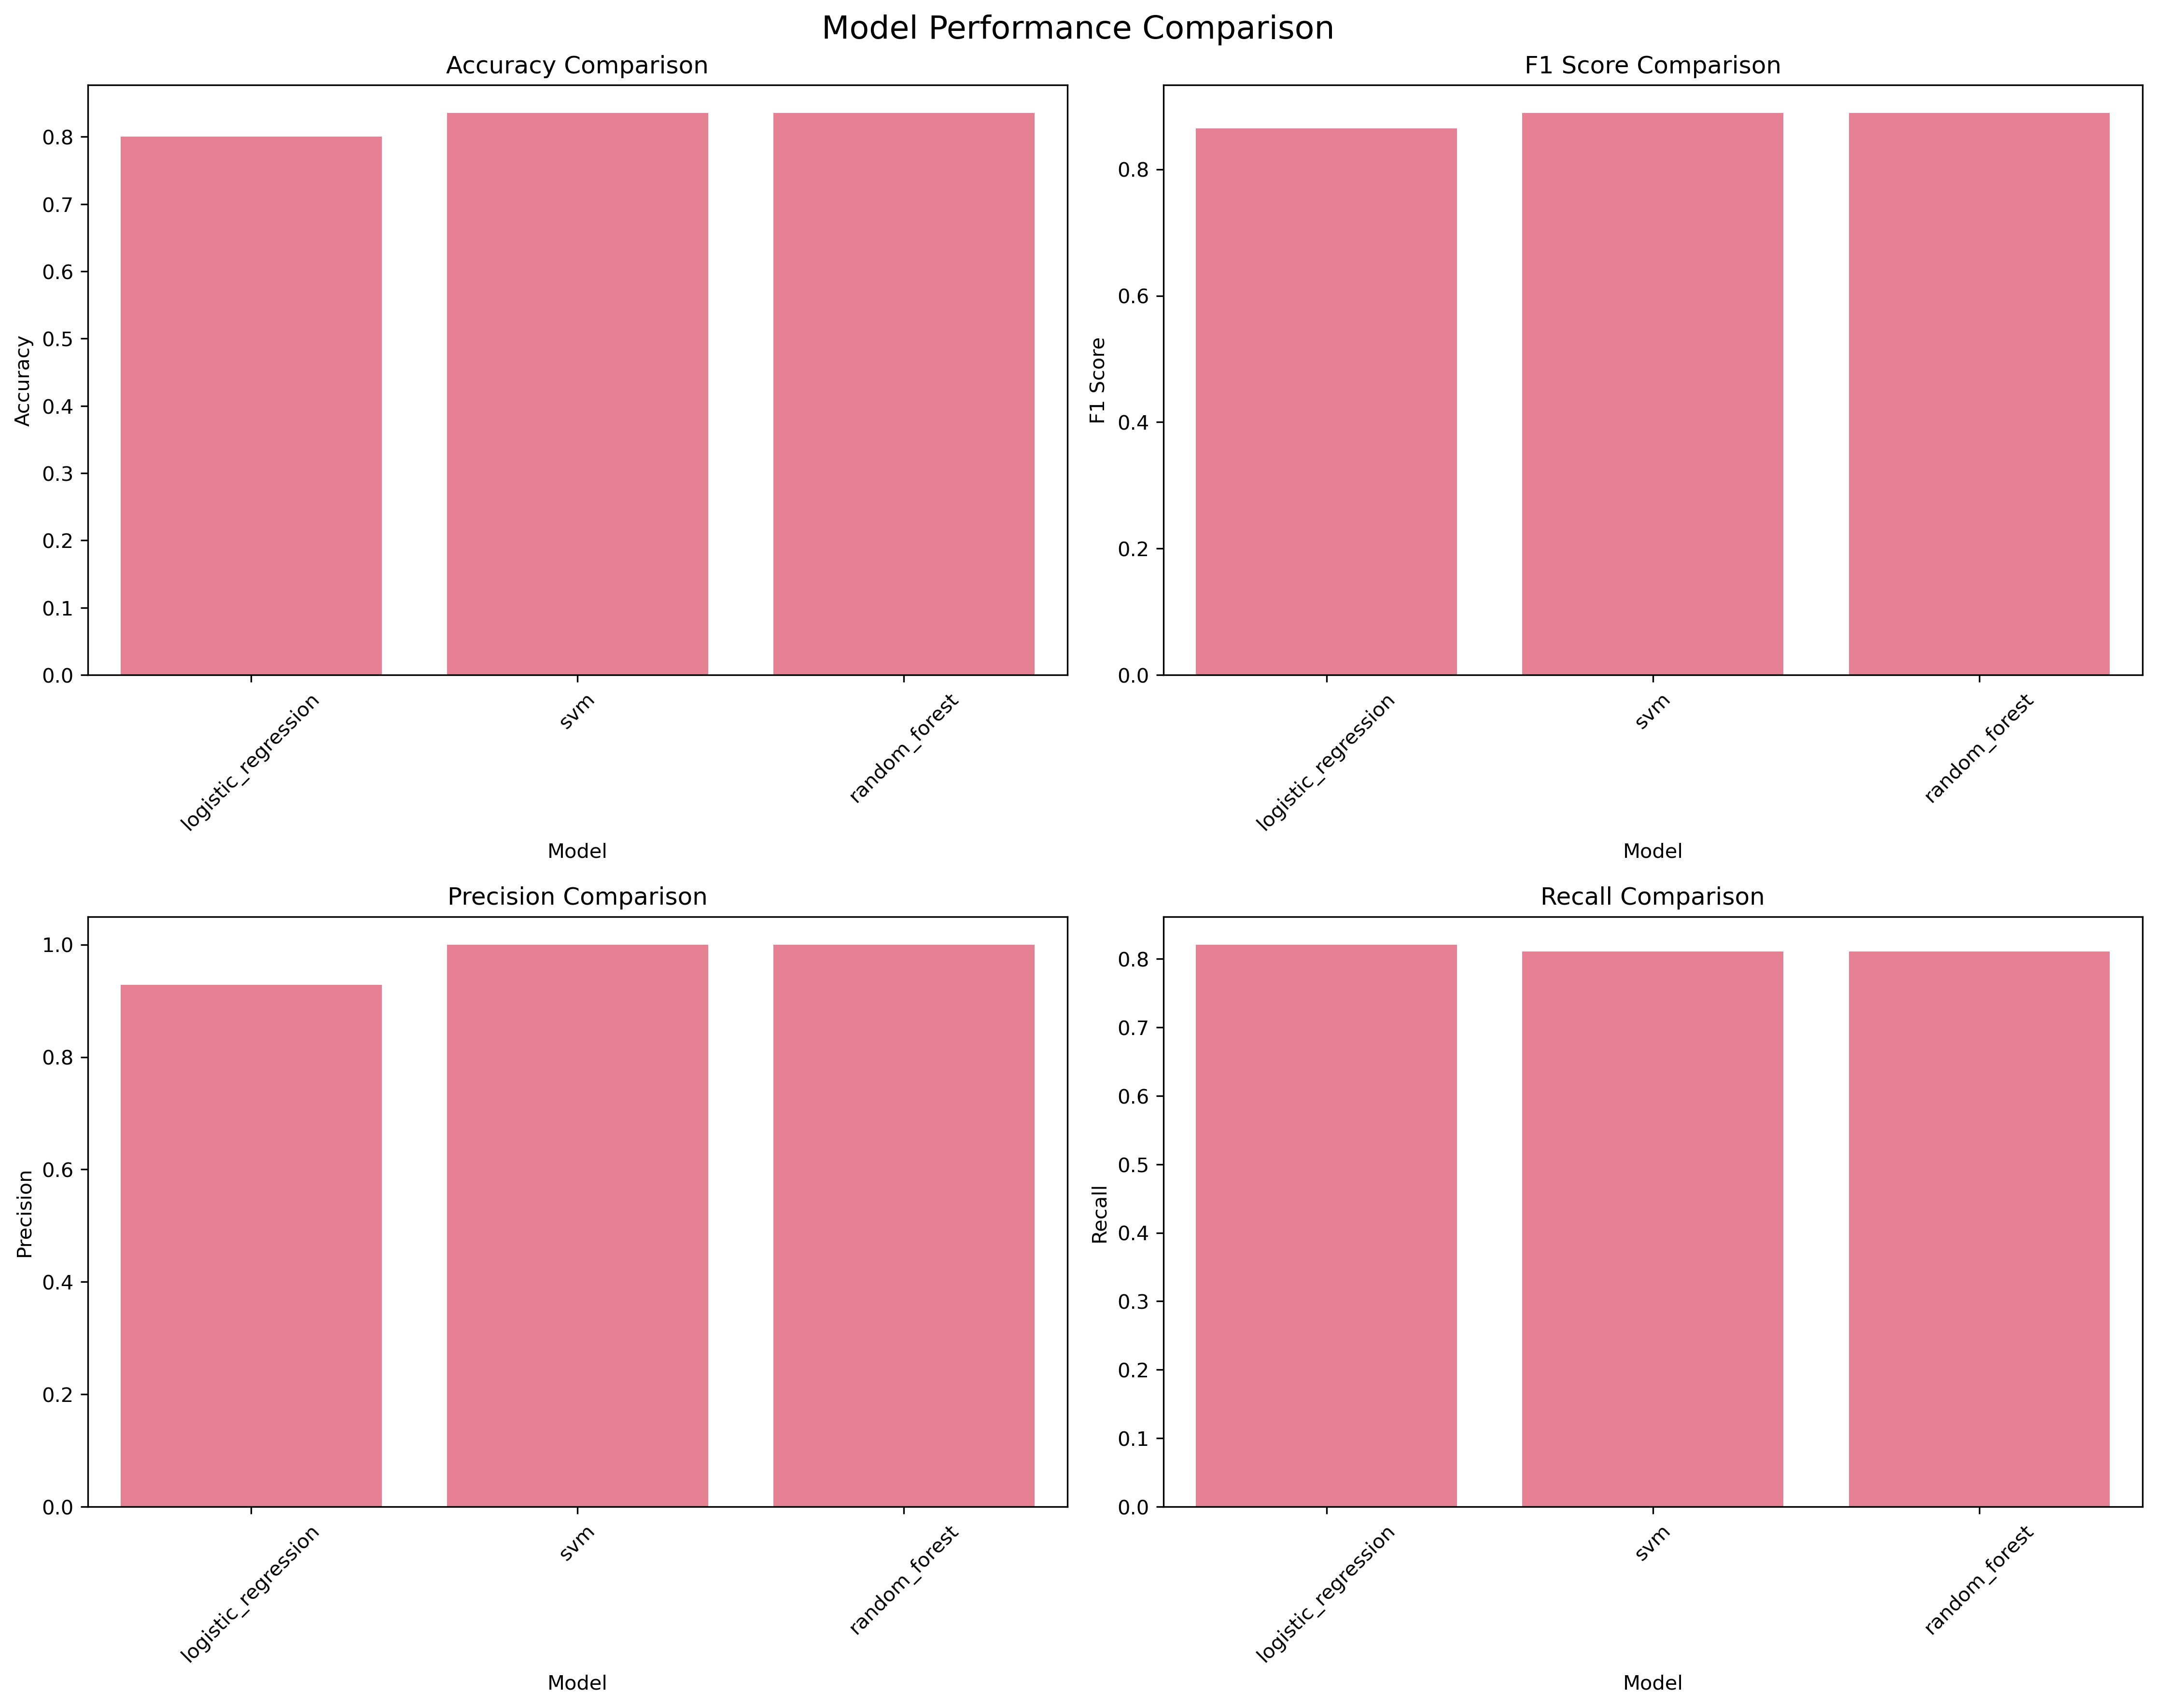 Model Performance Comparison
Accuracy Comparison
Accuracy
0.8
0.7
0.6
0.5
0.4
0.3
0.2
0.1
0.0
logistic_regression
svm
random_forest
Model
F1 Score Comparison
F1 Score
0.8
0.6
0.4
0.2
0.0
logistic_regression
svm
random_forest
Model
Precision Comparison
Precision
1.0
0.8
0.6
0.4
0.2
0.0
logistic_regression
svm
random_forest
Model
Recall Comparison
Recall
0.8
0.7
0.6
0.5
0.4
0.3
0.2
0.1
0.0
logistic_regression
svm
random_forest
Model